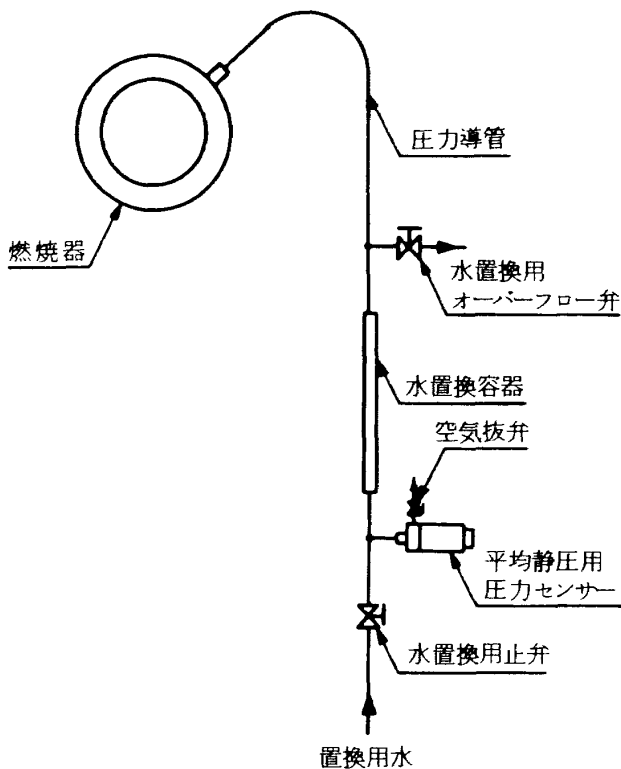 圧力導管
燃焼器
水置換用
オーバーフロー弁
水置換容器
空気抜弁
平均静圧用
圧力センサー
水置換用止弁
置換用水